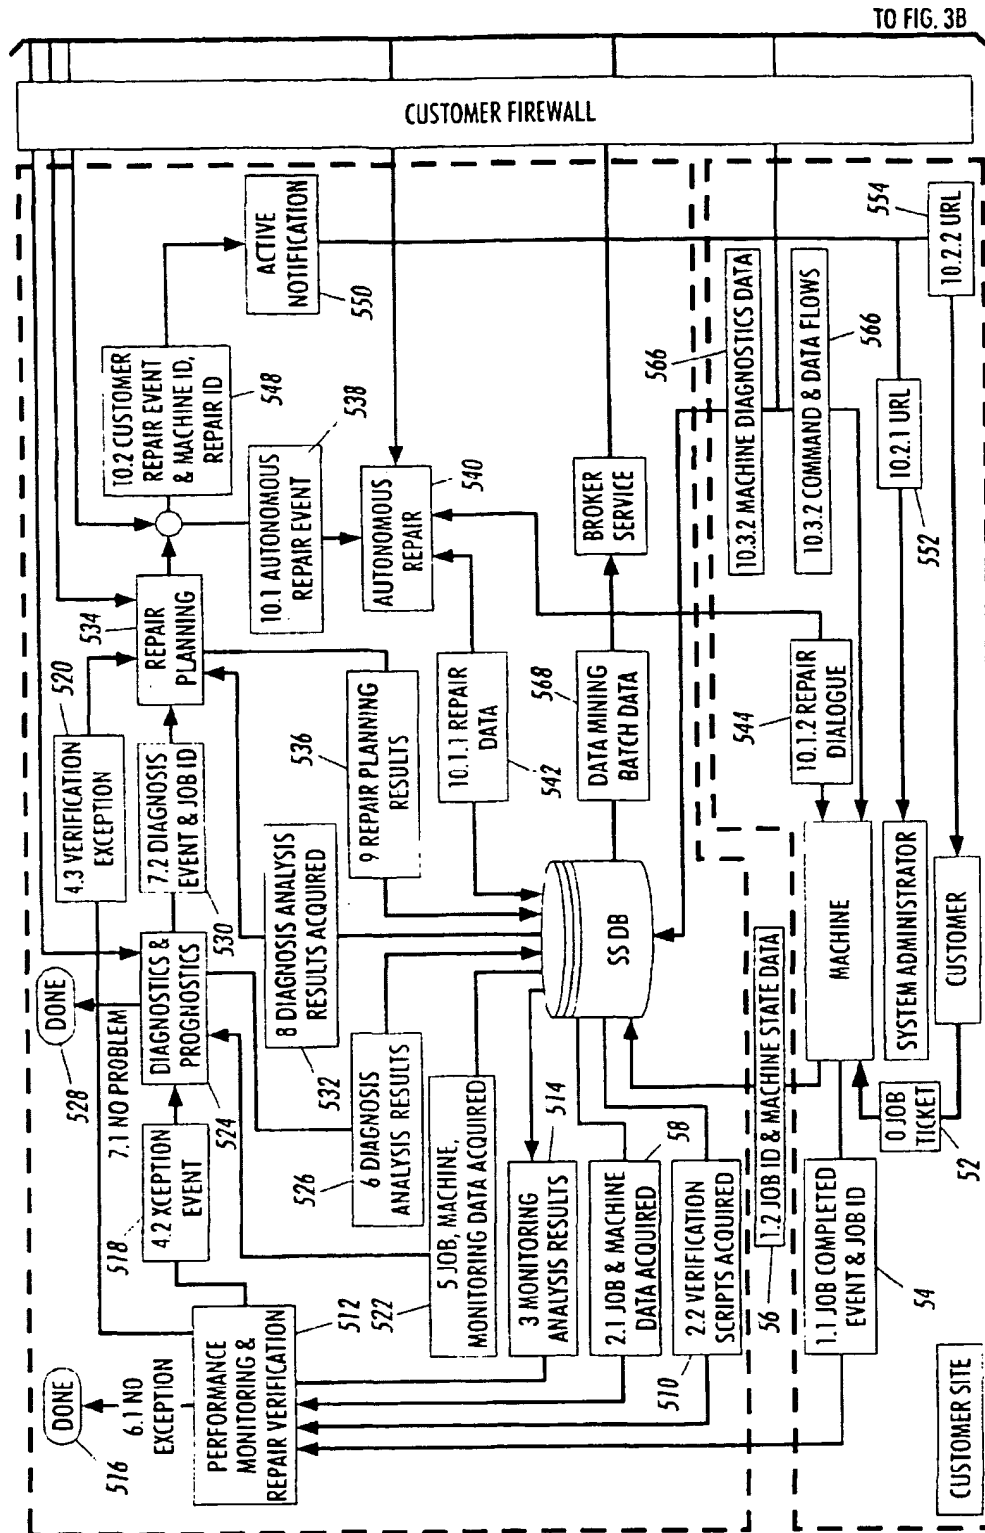 TO FIG. 3B
CUSTOMER FIREWALL
554
10.2.2 URL
ACTIVE
NOTIFICATION
550
10.2 CUSTOMER
REPAIR EVENT
& MACHINE ID,
REPAIR ID
548
538
10.1 AUTONOMOUS
REPAIR EVENT
AUTONOMOUS
REPAIR
540
BROKER
SERVICE
566
10.3.2 MACHINE DIAGNOSTICS DATA
10.3.2 COMMAND & DATA FLOWS
566
10.2.1 URL
552
534
REPAIR
PLANNING
520
4.3 VERIFICATION
EXCEPTION
7.2 DIAGNOSIS
EVENT & JOB ID
530
536
9 REPAIR PLANNING
RESULTS
10.1.1 REPAIR
DATA
542
568
DATA MINING
BATCH DATA
544
10.1.2 REPAIR
DIALOGUE
DONE
528
7.1 NO PROBLEM
DIAGNOSTICS &
PROGNOSTICS
524
8 DIAGNOSIS ANALYSIS
RESULTS ACQUIRED
532
SS DB
MACHINE
SYSTEM ADMINISTRATOR
CUSTOMER
518
4.2 XCEPTION
EVENT
526
6 DIAGNOSIS
ANALYSIS RESULTS
5 JOB, MACHINE,
MONITORING DATA ACQUIRED
522
514
3 MONITORING
ANALYSIS RESULTS
58
2.1 JOB & MACHINE
DATA ACQUIRED
2.2 VERIFICATION
SCRIPTS ACQUIRED
510
1.2 JOB ID & MACHINE STATE DATA
56
0 JOB
TICKET
52
1.1 JOB COMPLETED
EVENT & JOB ID
54
DONE
516
6.1 NO
EXCEPTION
PERFORMANCE
MONITORING &
REPAIR VERIFICATION
512
CUSTOMER SITE